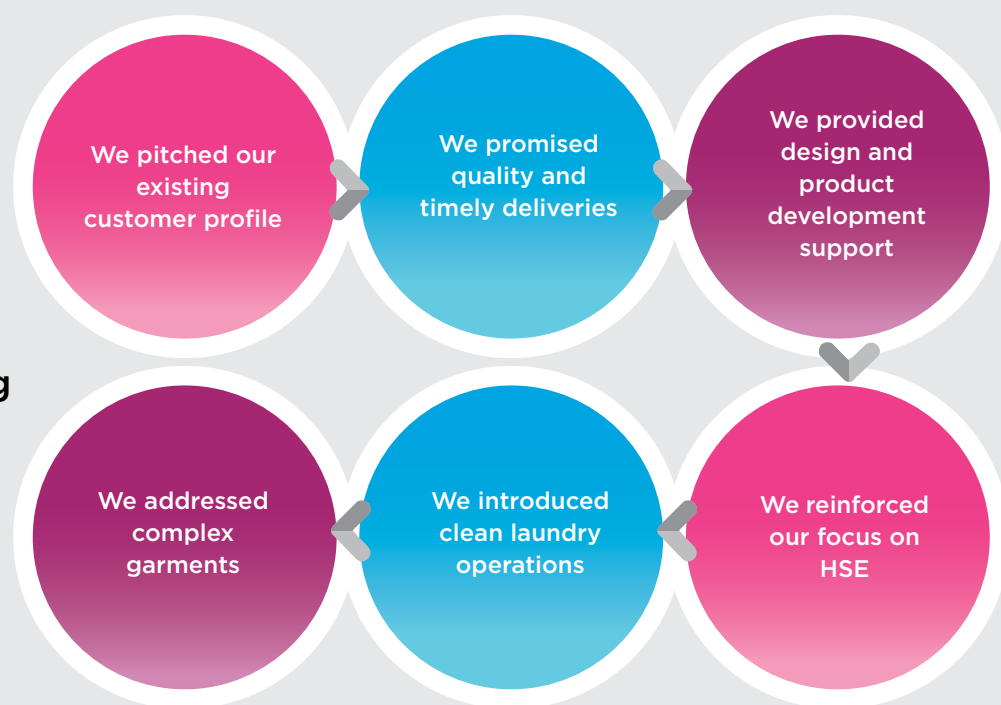 We pitched our
existing
customer profile
We promised
quality and
timely deliveries
We provided
design and
product
development
support
g
We reinforced
our focus on
HSE
We introduced
clean laundry
operations
We addressed
complex
garments